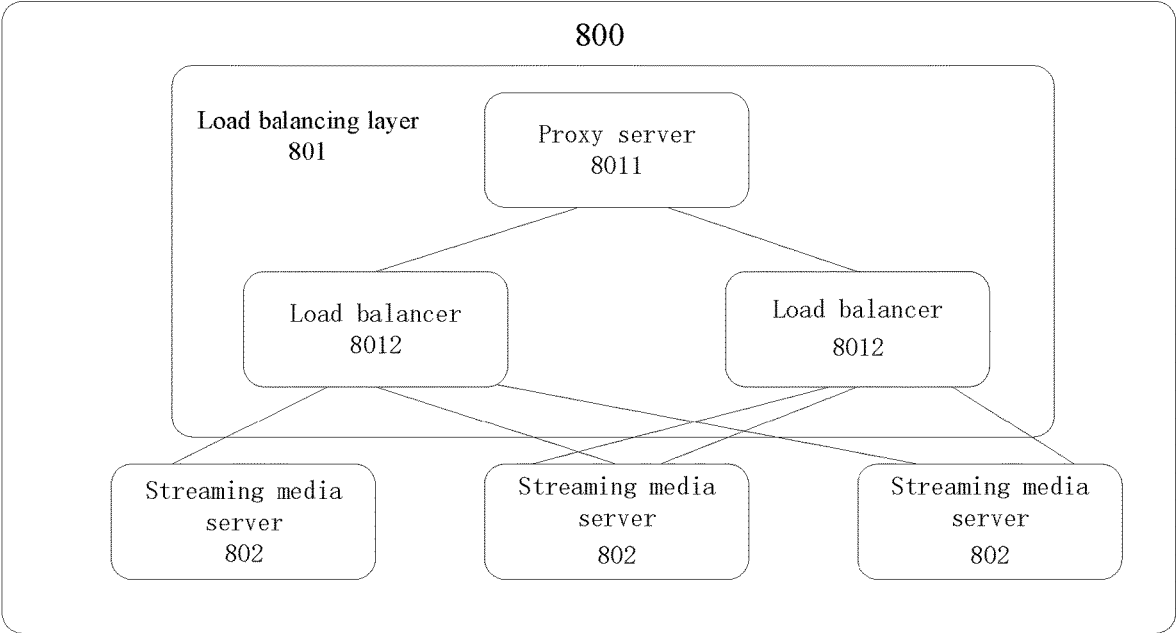 800
Load balancing layer
801
Proxy server
8011
Load balancer
8012
Load balancer
8012
Streaming media
server
802
Streaming media
server
802
Streaming media
server
802